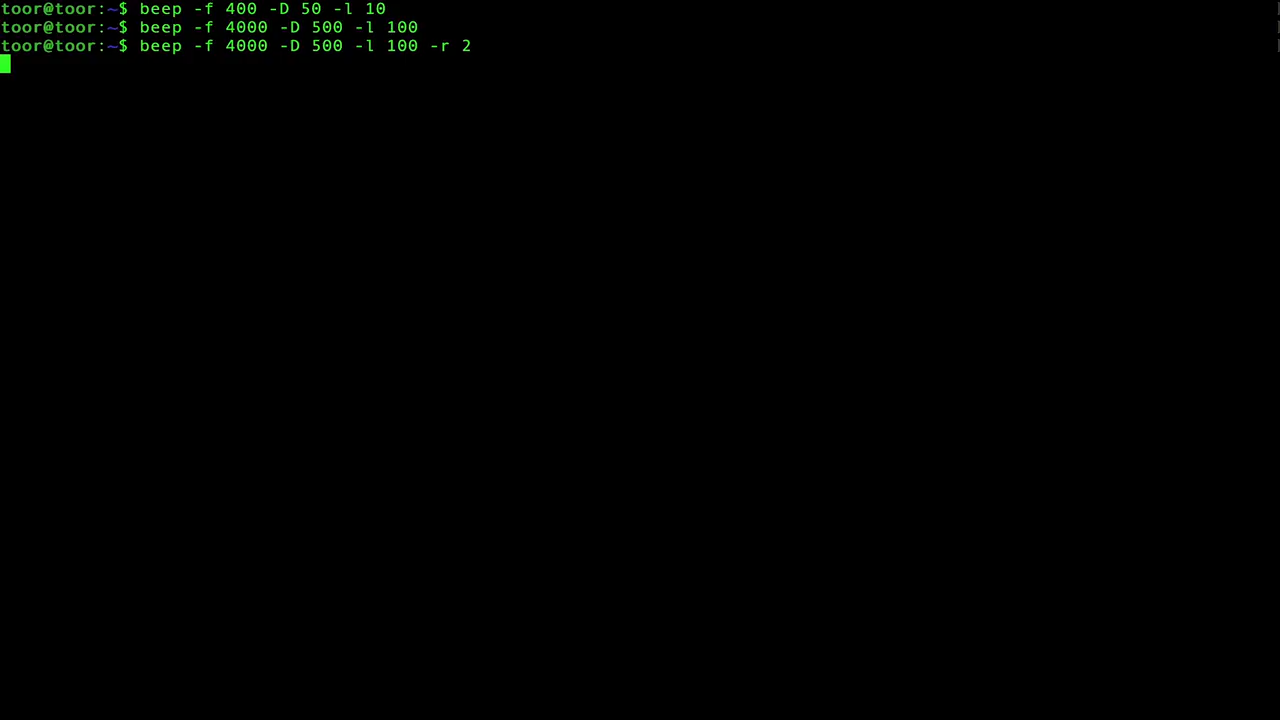 toor@toor:~$ beep -f 400 -D 50 -l 10
toor@toor:~$ beep -f 4000 -D 500 -l 100
toor@toor:~$ beep -f 4000 -D 500 -l 100 -r 2